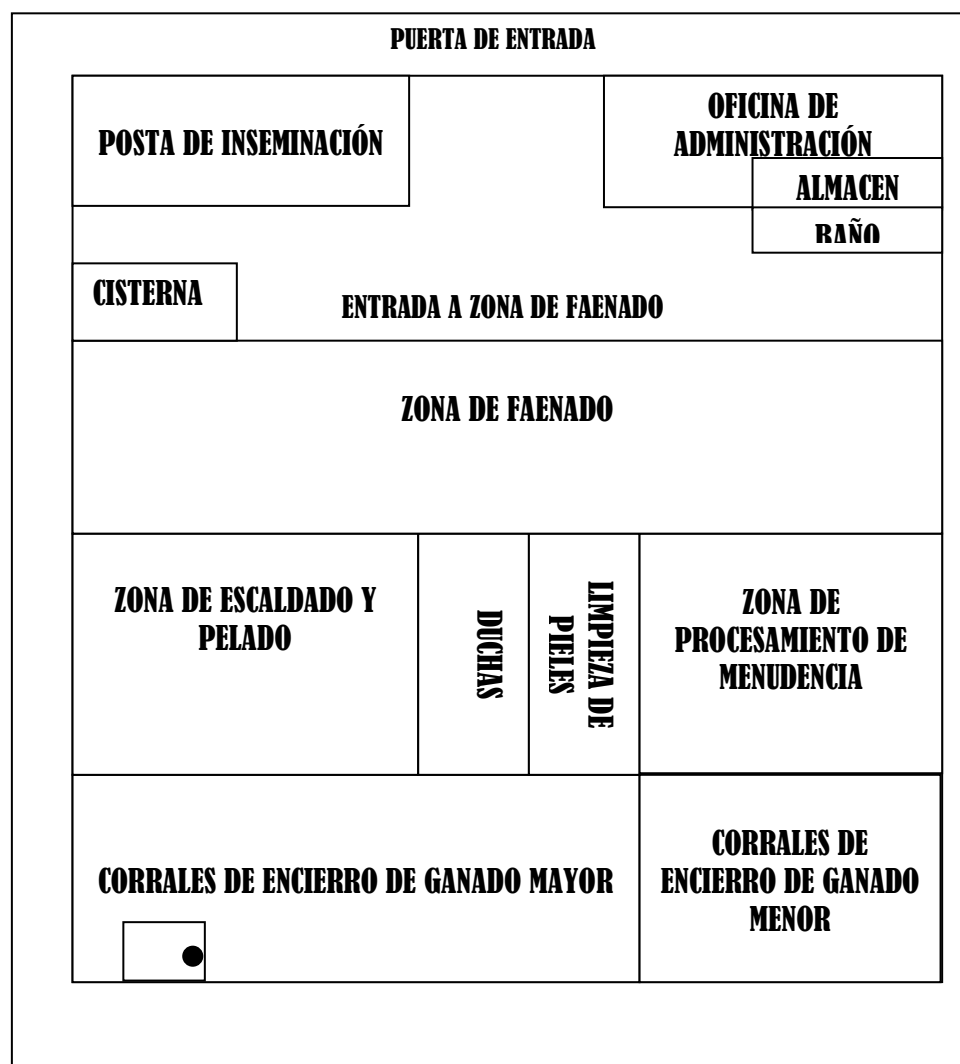 PUERTA DE ENTRADA
POSTA DE INSEMINACIÓN
OFICINA DE
ADMINISTRACIÓN
ALMACEN
BAÑO
CISTERNA
ENTRADA A ZONA DE FAENADO
ZONA DE FAENADO
ZONA DE ESCALDADO Y
PELADO
DUCHAS
LIMPIEZA DE
PIELES
ZONA DE
PROCESAMIENTO DE
MENUDENCIA
CORRALES DE ENCIERRO DE GANADO MAYOR
CORRALES DE
ENCIERRO DE GANADO
MENOR